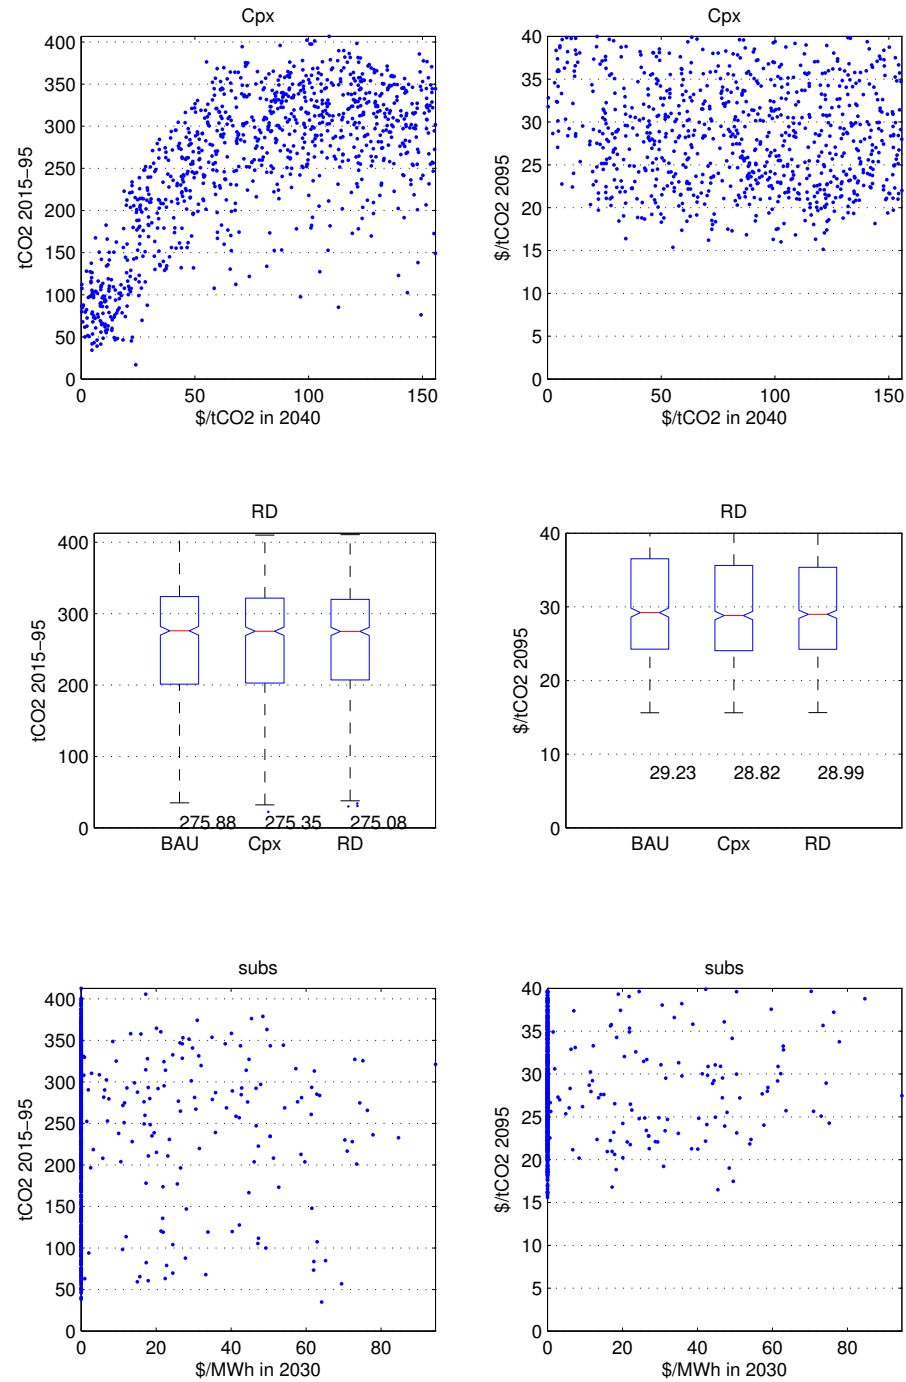 Cpx
400
350
300
250
200
150
100
50
0
tCO2 2015−95
0 50 100 150
$/tCO2 in 2040
Cpx
40
35
30
25
20
15
10
5
0
$/tCO2 2095
0 50 100 150
$/tCO2 in 2040
RD
400
300
200
100
0
tCO2 2015−95
275.88 275.35 275.08
BAU Cpx RD
RD
40
30
20
10
0
$/tCO2 2095
29.23 28.82 28.99
BAU Cpx RD
subs
400
350
300
250
200
150
100
50
0
tCO2 2015−95
0 20 40 60 80
$/MWh in 2030
subs
40
35
30
25
20
15
10
5
0
$/tCO2 2095
0 20 40 60 80
$/MWh in 2030